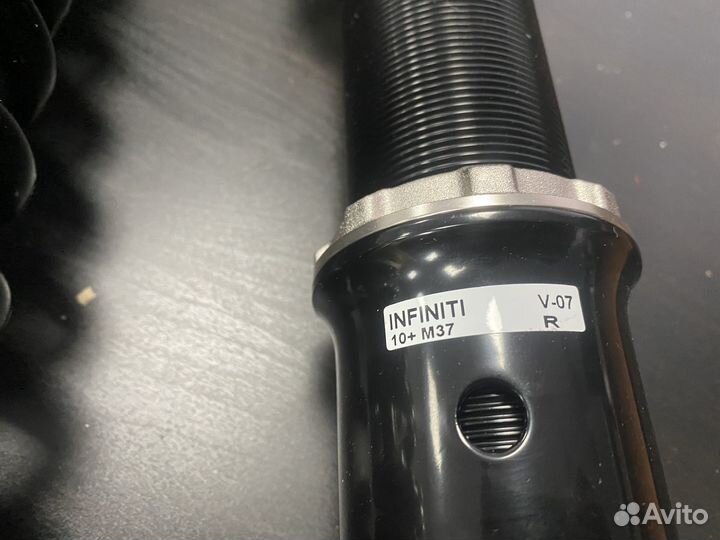 INFINITI V-07
10+ M37 R
Avito